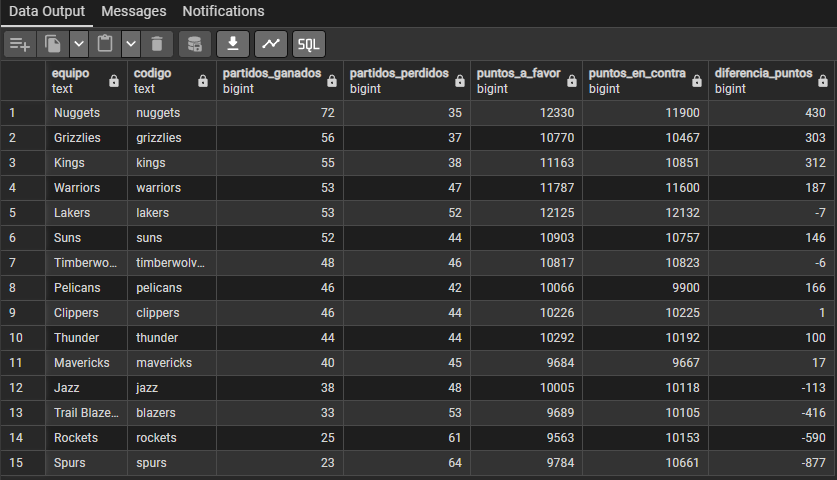 Data Output Messages Notifications
SQL
equipo codigo partidos_ganados partidos_perdidos puntos_a_favor puntos_en_contra diferencia_puntos
text text bigint bigint bigint bigint bigint
1 Nuggets nuggets 72 35 12330 11900 430
2 Grizzlies grizzlies 56 37 10770 10467 303
3 Kings kings 55 38 11163 10851 312
4 Warriors warriors 53 47 11787 11600 187
5 Lakers lakers 53 52 12125 12132 -7
6 Suns suns 52 44 10903 10757 146
7 Timberwo… timberwolv… 48 46 10817 10823 -6
8 Pelicans pelicans 46 42 10066 9900 166
9 Clippers clippers 46 44 10226 10225 1
10 Thunder thunder 44 44 10292 10192 100
11 Mavericks mavericks 40 45 9684 9667 17
12 Jazz jazz 38 48 10005 10118 -113
13 Trail Blaze… blazers 33 53 9689 10105 -416
14 Rockets rockets 25 61 9563 10153 -590
15 Spurs spurs 23 64 9784 10661 -877